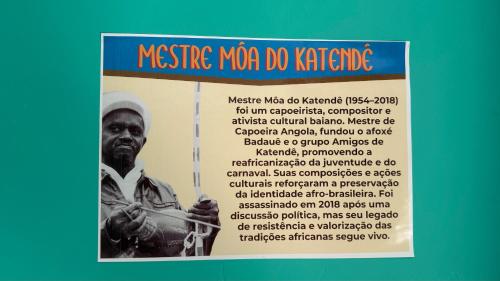 MESTRE MÔA DO KATENDÊ
Mestre Môa do Katendê (1954–2018)
foi um capoeirista, compositor e
ativista cultural baiano. Mestre de
Capoeira Angola, fundou o afoxé
Badauê e o grupo Amigos de
Katendê, promovendo a
reafricanização da juventude e do
carnaval. Suas composições e ações
culturais reforçaram a preservação
da identidade afro-brasileira. Foi
assassinado em 2018 após uma
discussão política, mas seu legado
de resistência e valorização das
tradições africanas segue vivo.